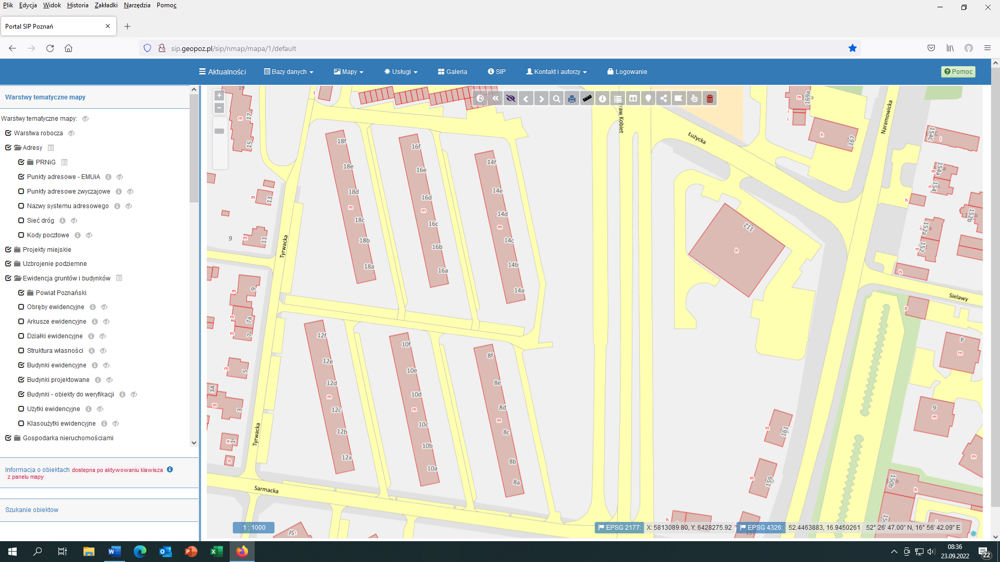 Plik Edycja Widok Historia Zakładki Narzędzia Pomoc
Portal SIP Poznań
sip.geopoz.pl/sip/nmap/mapa/1/default
Aktualności Bazy danych Mapy Usługi Galeria SIP Kontakt i autorzy Logowanie Pomoc
Warstwy tematyczne mapy
Warstwy tematyczne mapy:
Warstwa robocza
Adresy
PRNiG
Punkty adresowe - EMUiA
Punkty adresowe zwyczajowe
Nazwy systemu adresowego
Sieć dróg
Kody pocztowe
Projekty miejskie
Uzbrojenie podziemne
Ewidencja gruntów i budynków
Powiat Poznański
Obręby ewidencyjne
Arkusze ewidencyjne
Działki ewidencyjne
Struktura własności
Budynki ewidencyjne
Budynki projektowane
Budynki - obiekty do weryfikacji
Użytki ewidencyjne
Klasoużytki ewidencyjne
Gospodarka nieruchomościami
Informacja o obiektach dostepna po aktywowaniu klawisza
z panelu mapy
Szukanie obiektow
19
17
m
15
t
13
m
11
m
9
Tyrwacka
18f
18e
18d
m
18c
18b
18a
16f
16e
16d
m
16c
16b
16a
14f
14e
14d
m
14c
14b
14a
raw Kobiet
Łużycka
Naramowicka
169a
m
i
i
h
167
154C
i
154a
m
154
h
152b
152a
m
152
m
h
112
h
Sielawy
p
4
m
9
m
m
9
m
7a
m
7
m
5
m
3A
m
3
m
1
h
Tyrwacka
12f
12e
12d
m
12c
12b
12a
10f
10e
10d
m
10c
10b
10a
8f
8e
8d
m
8c
8b
8a
161
m
159
m
150b
h
i
h
Sarmacka
1 : 1000
EPSG 2177: X: 5813089.80, Y: 6428275.92 EPSG 4326: 52.4463883, 16.9450261 52° 26' 47.00" N, 16° 56' 42.09" E
08:36
23.09.2022
22